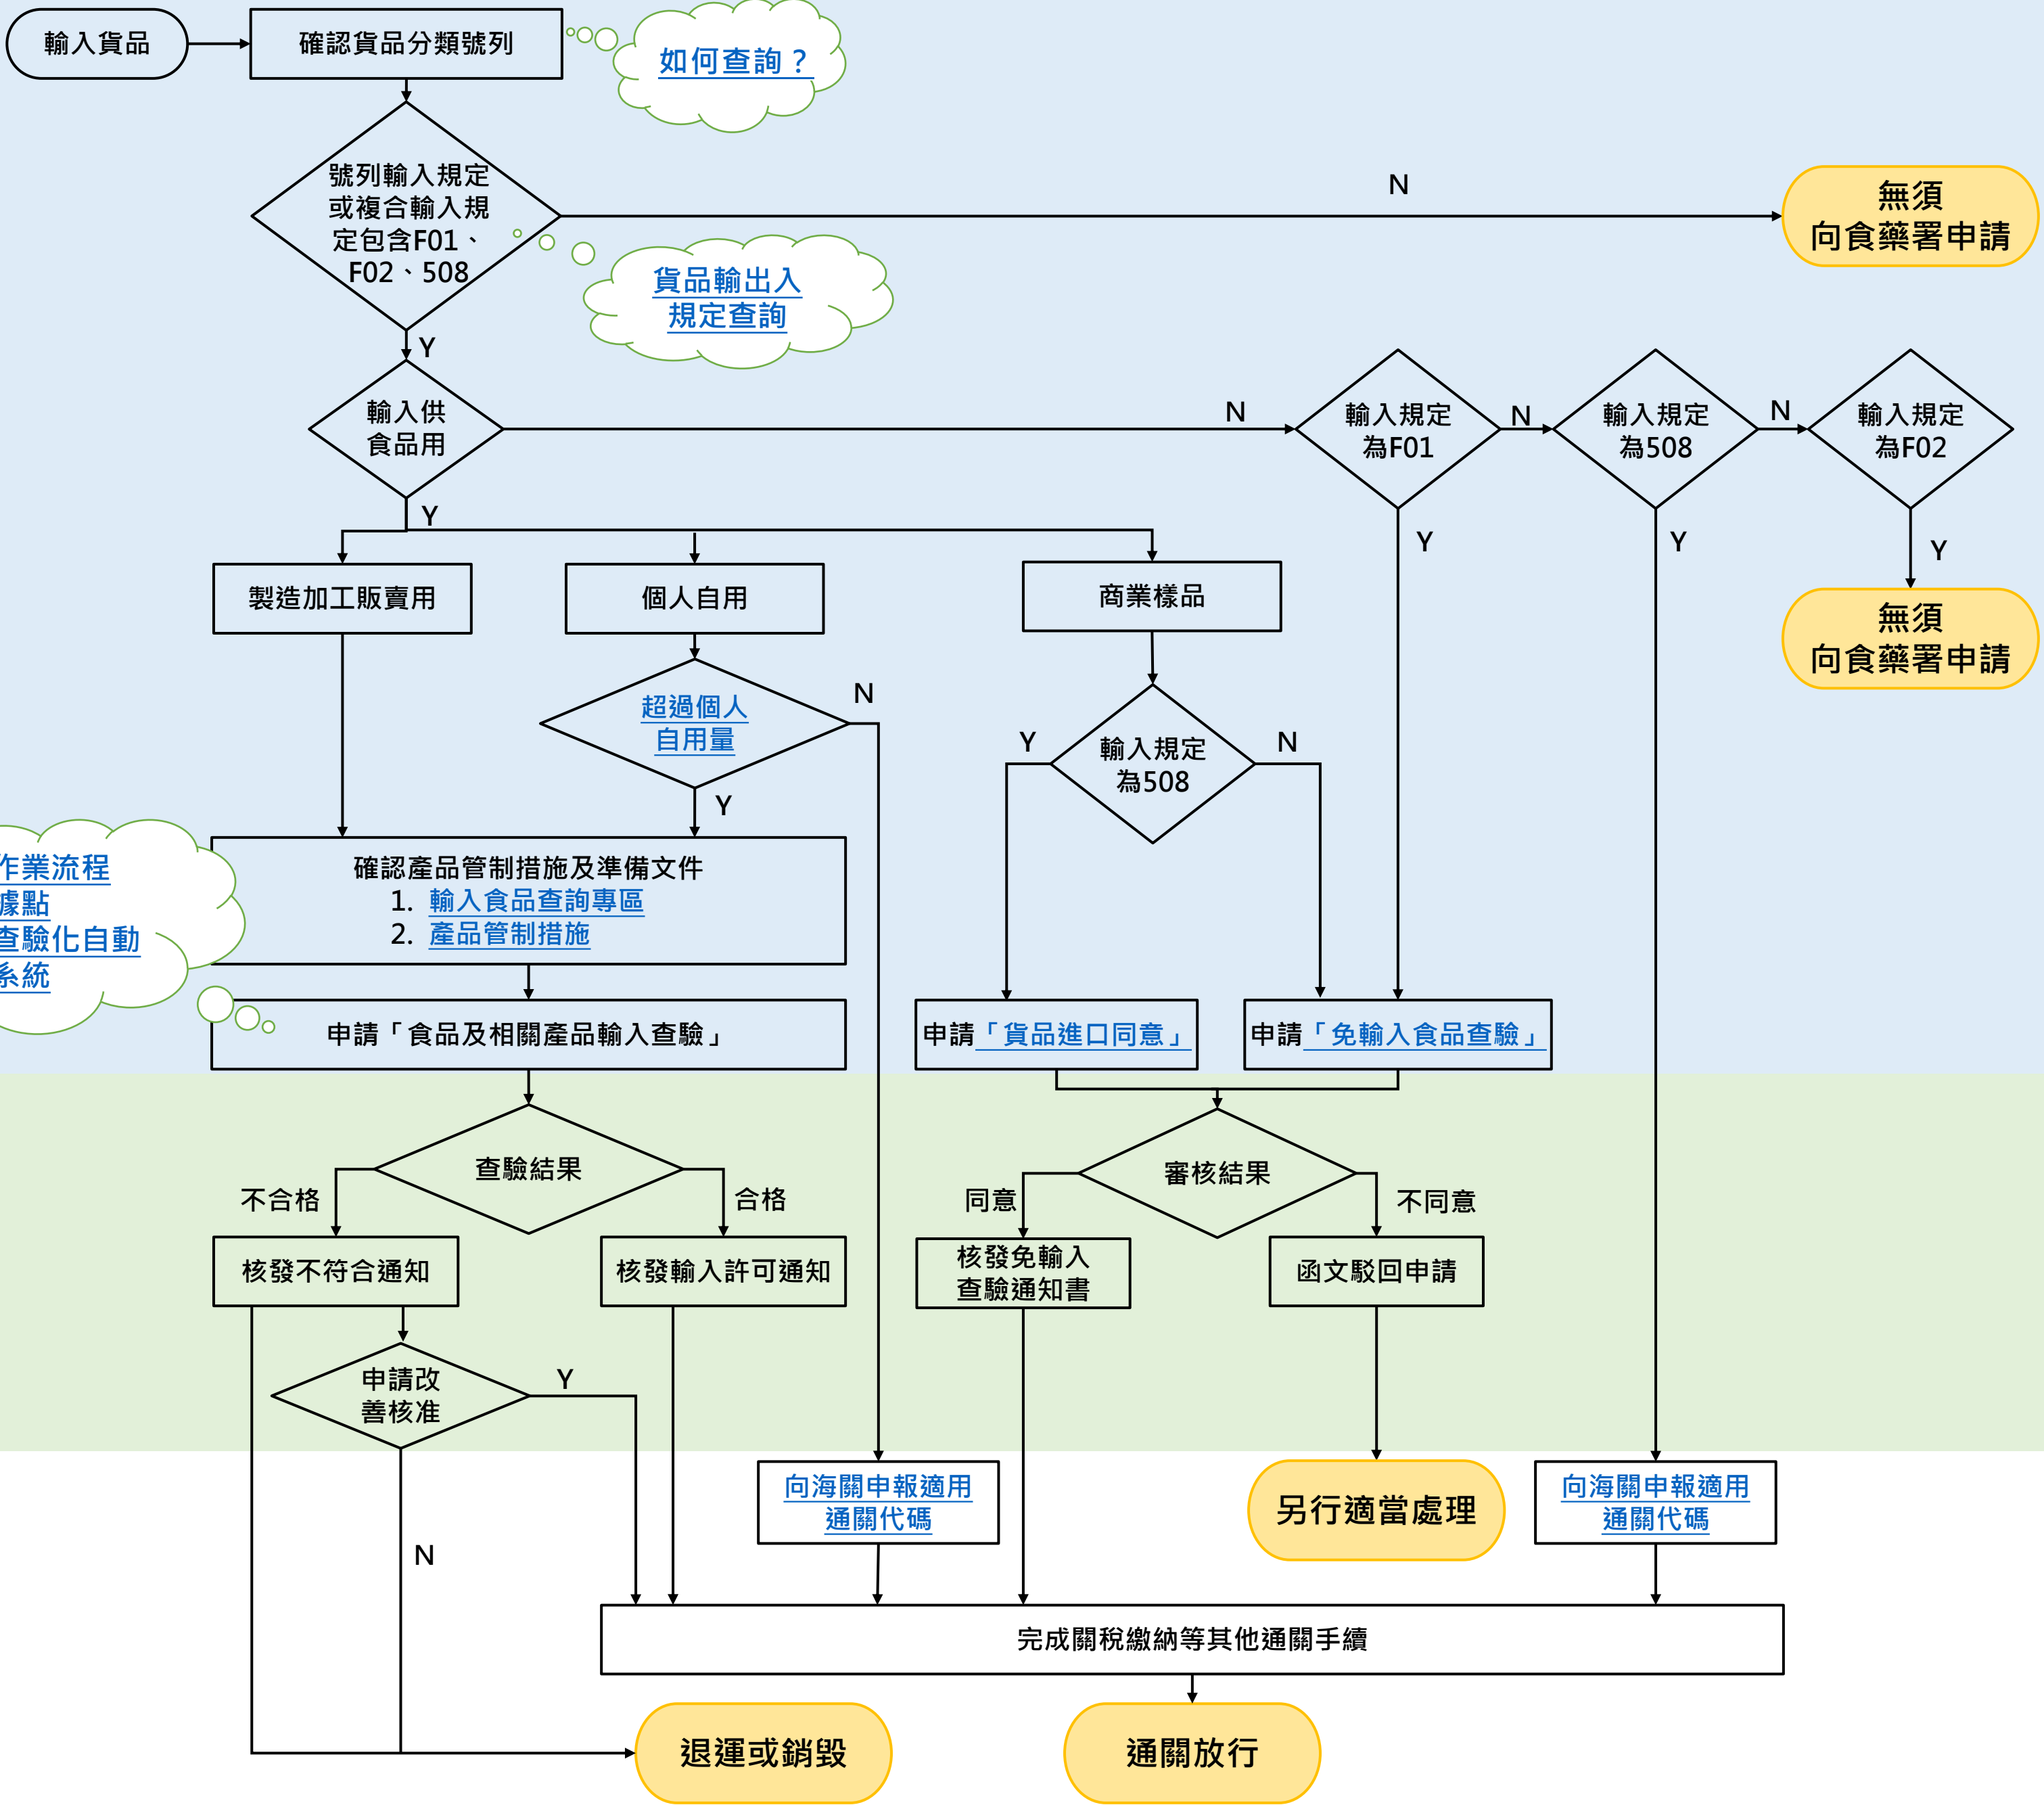 輸入貨品
確認貨品分類號列
如何查詢？
號列輸入規定
或複合輸入規
定包含F01、
F02、508
N
無須
向食藥署申請
貨品輸出入
規定查詢
Y
輸入供
食品用
N
輸入規定
為F01
N
輸入規定
為508
N
輸入規定
為F02
Y
Y
Y
Y
製造加工販賣用
個人自用
商業樣品
無須
向食藥署申請
超過個人
自用量
N
Y
Y
輸入規定
為508
N
作業流程
據點
查驗化自動
系統
確認產品管制措施及準備文件
1. 輸入食品查詢專區
2. 產品管制措施
申請「食品及相關產品輸入查驗」
申請「貨品進口同意」
申請「免輸入食品查驗」
查驗結果
不合格
合格
審核結果
同意
不同意
核發不符合通知
核發輸入許可通知
核發免輸入
查驗通知書
函文駁回申請
申請改
善核准
Y
N
向海關申報適用
通關代碼
另行適當處理
向海關申報適用
通關代碼
完成關稅繳納等其他通關手續
退運或銷毀
通關放行